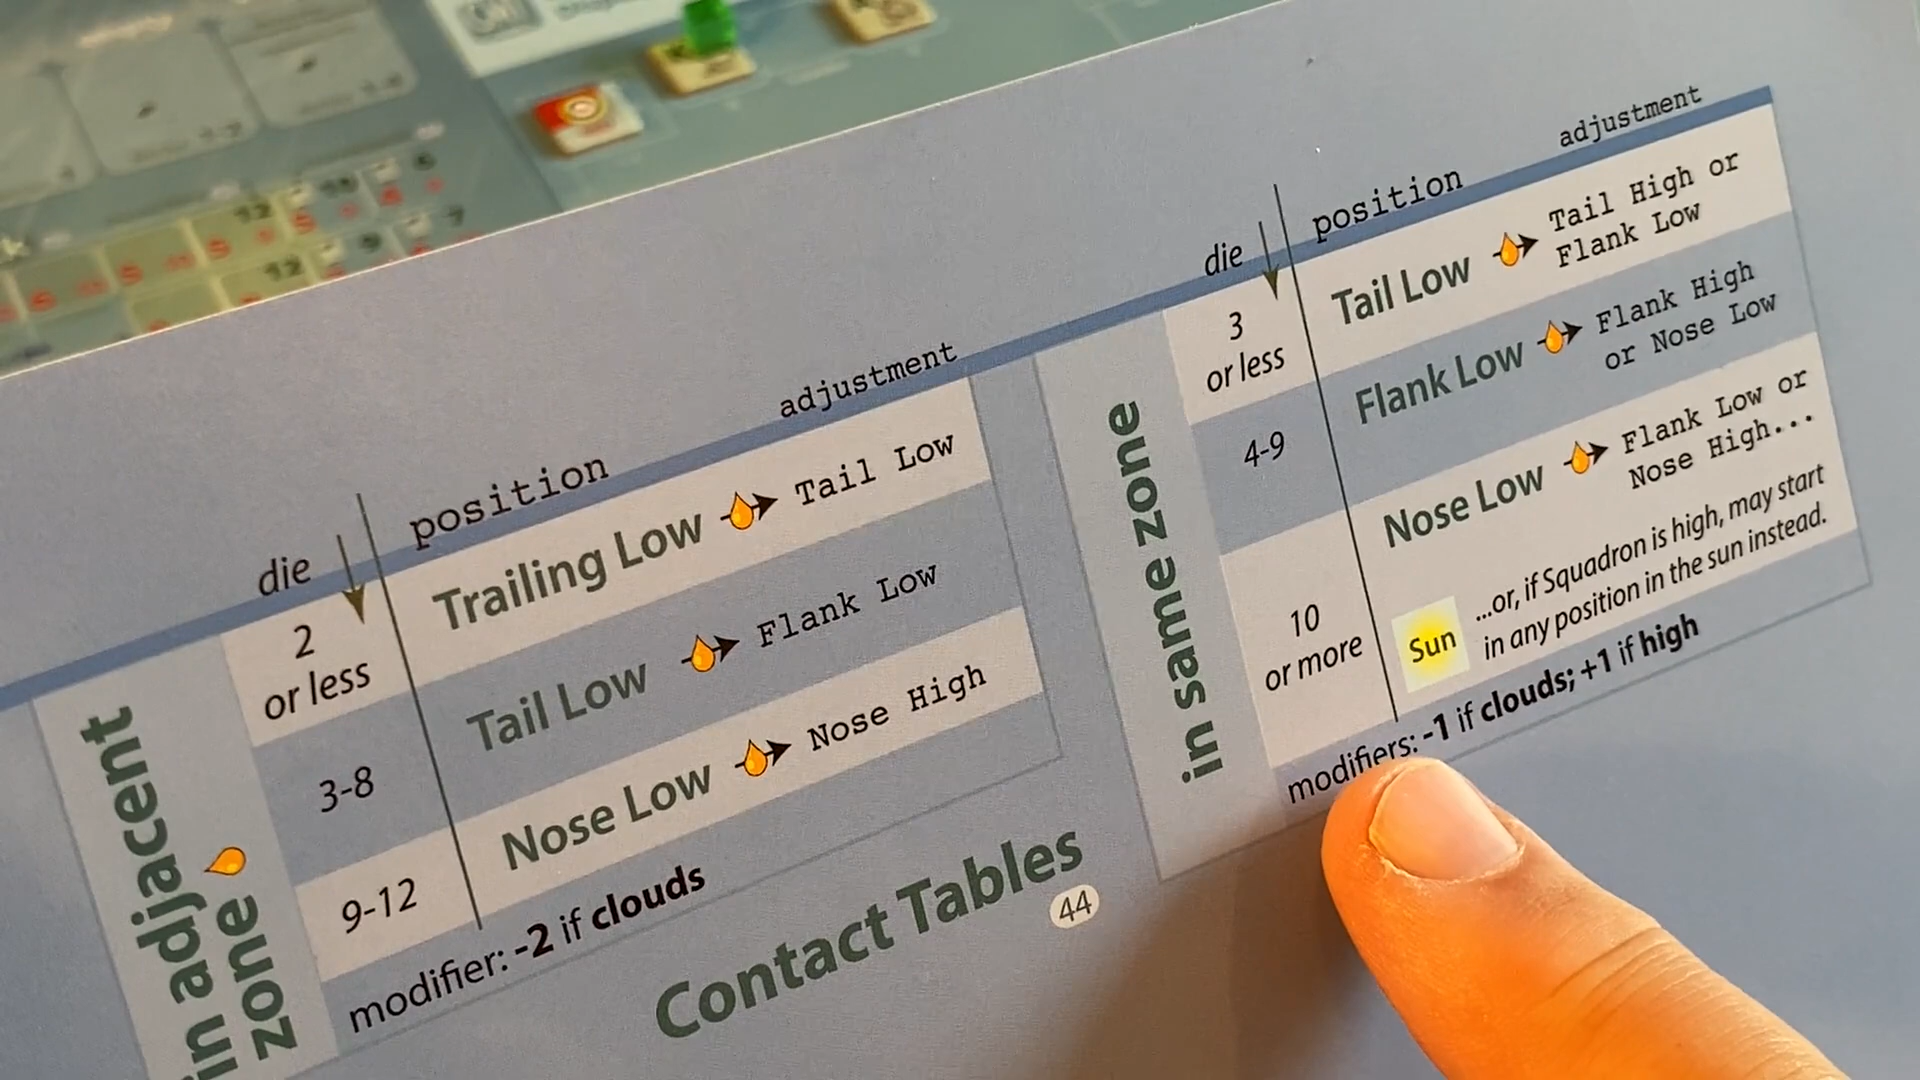 die
position
adjustment
in adjacent
zone
2
or less
Trailing Low
Tail Low
3-8
Tail Low
Flank Low
9-12
Nose Low
Nose High
modifier: -2 if clouds
die
position
adjustment
in same zone
3
or less
Tail Low
Tail High or
Flank Low
4-9
Flank Low
Flank High
or Nose Low
10
or more
Nose Low
Flank Low or
Nose High...
Sun
...or, if Squadron is high, may start
in any position in the sun instead.
modifiers: -1 if clouds; +1 if high
Contact Tables
44
12
12